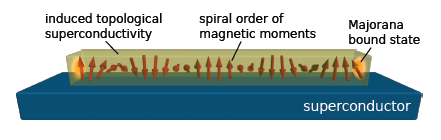 induced topological
superconductivity
spiral order of
magnetic moments
Majorana
bound state
superconductor